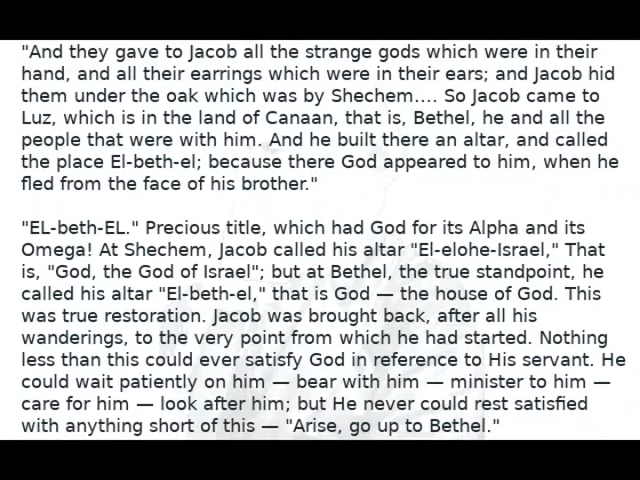 "And they gave to Jacob all the strange gods which were in their
hand, and all their earrings which were in their ears; and Jacob hid
them under the oak which was by Shechem.... So Jacob came to
Luz, which is in the land of Canaan, that is, Bethel, he and all the
people that were with him. And he built there an altar, and called
the place El-beth-el; because there God appeared to him, when he
fled from the face of his brother."

"EL-beth-EL." Precious title, which had God for its Alpha and its
Omega! At Shechem, Jacob called his altar "El-elohe-Israel," That
is, "God, the God of Israel"; but at Bethel, the true standpoint, he
called his altar "El-beth-el," that is God — the house of God. This
was true restoration. Jacob was brought back, after all his
wanderings, to the very point from which he had started. Nothing
less than this could ever satisfy God in reference to His servant. He
could wait patiently on him — bear with him — minister to him —
care for him — look after him; but He never could rest satisfied
with anything short of this — "Arise, go up to Bethel."